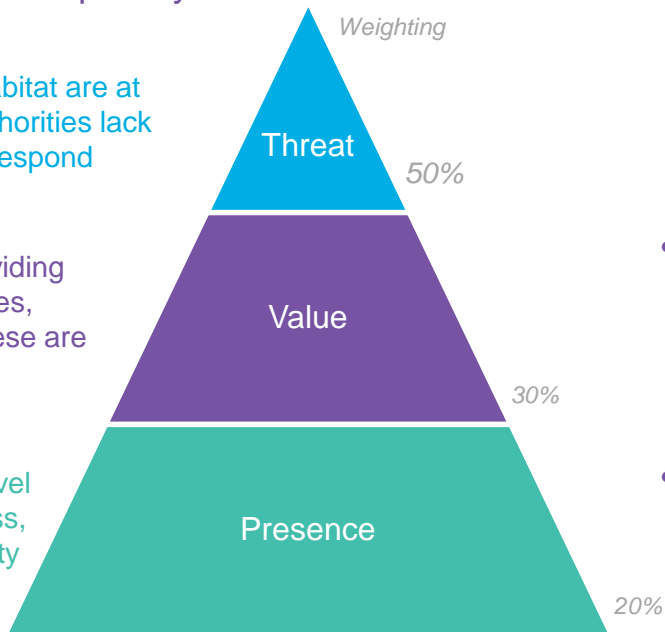 Weighting
abitat are at
horities lack
espond
Threat
50%
viding
es,
ese are
Value
30%
vel
ss,
ty
Presence
20%